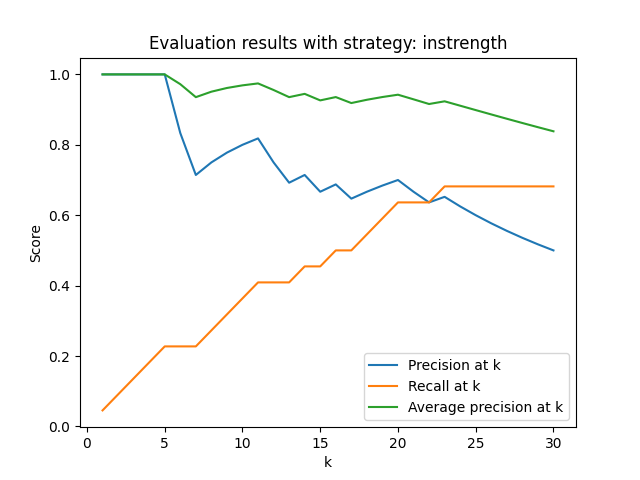 Evaluation results with strategy: instrength
1.0
0.8
0.6
0.4
0.2
0.0
Score
0 5 10 15 20 25 30
k
Precision at k
Recall at k
Average precision at k